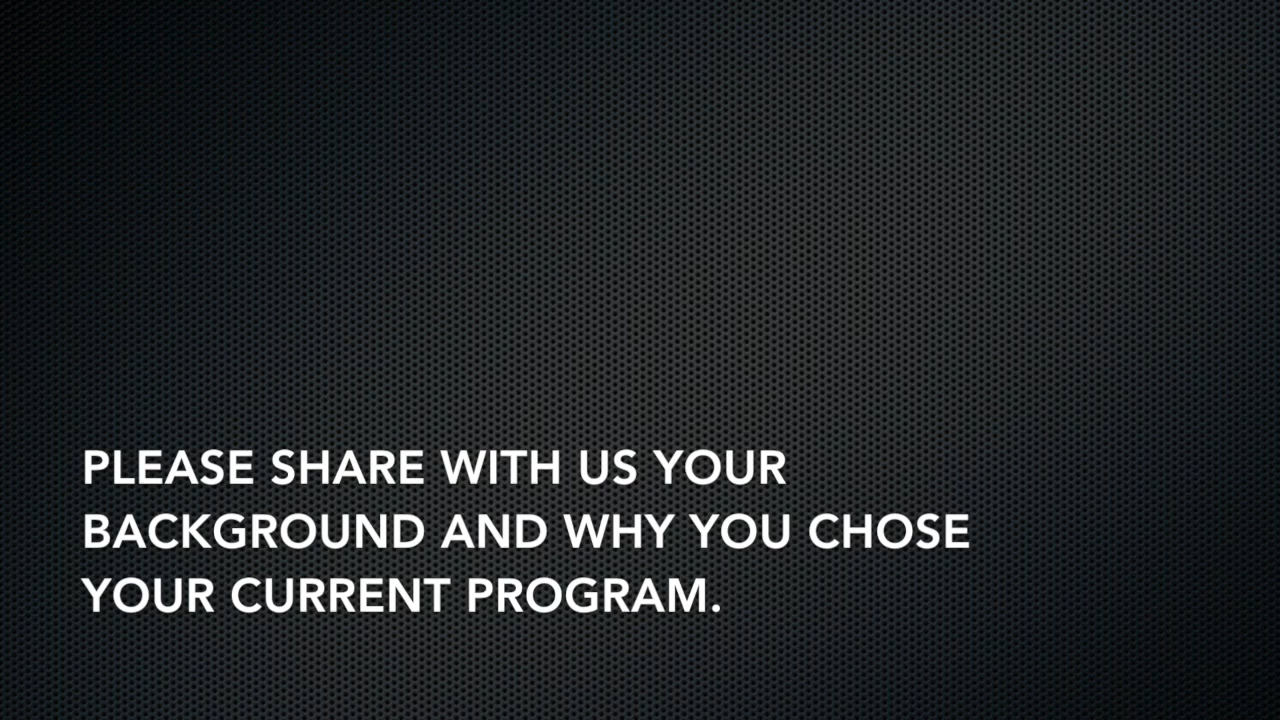 PLEASE SHARE WITH US YOUR
BACKGROUND AND WHY YOU CHOSE
YOUR CURRENT PROGRAM.